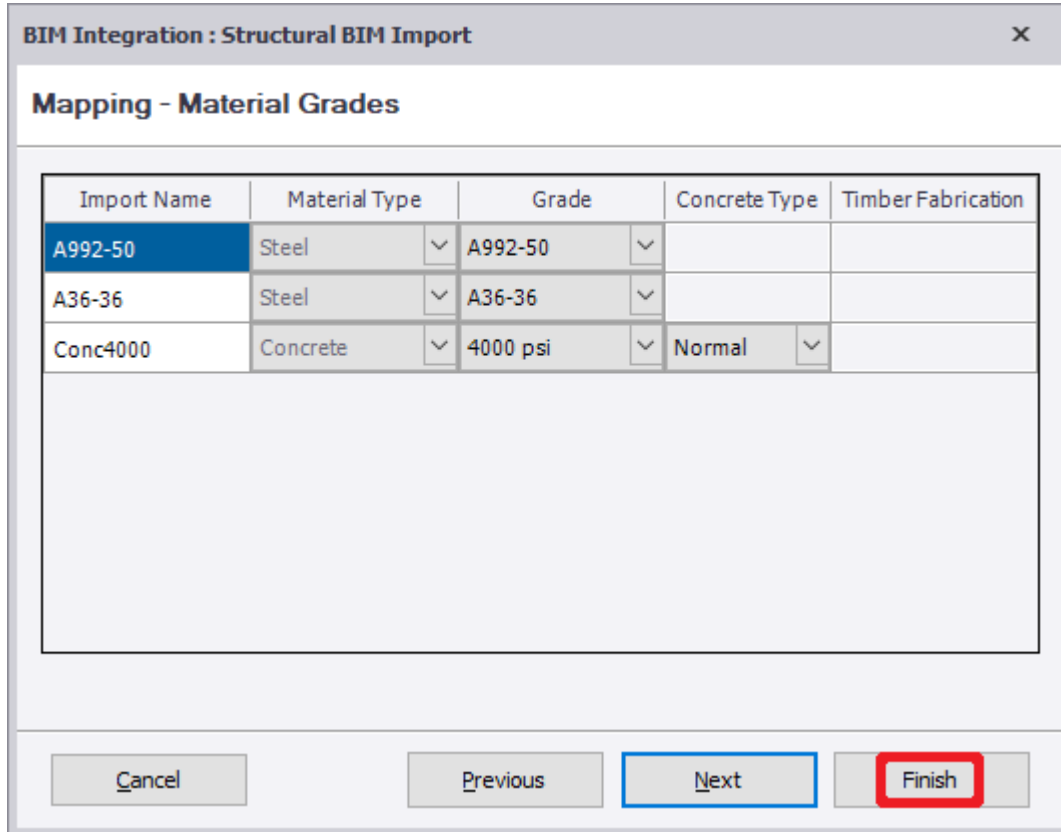 BIM Integration : Structural BIM Import
Mapping - Material Grades
Import Name Material Type Grade Concrete Type Timber Fabrication
A992-50 Steel A992-50
A36-36 Steel A36-36
Conc4000 Concrete 4000 psi Normal
Cancel Previous Next Finish